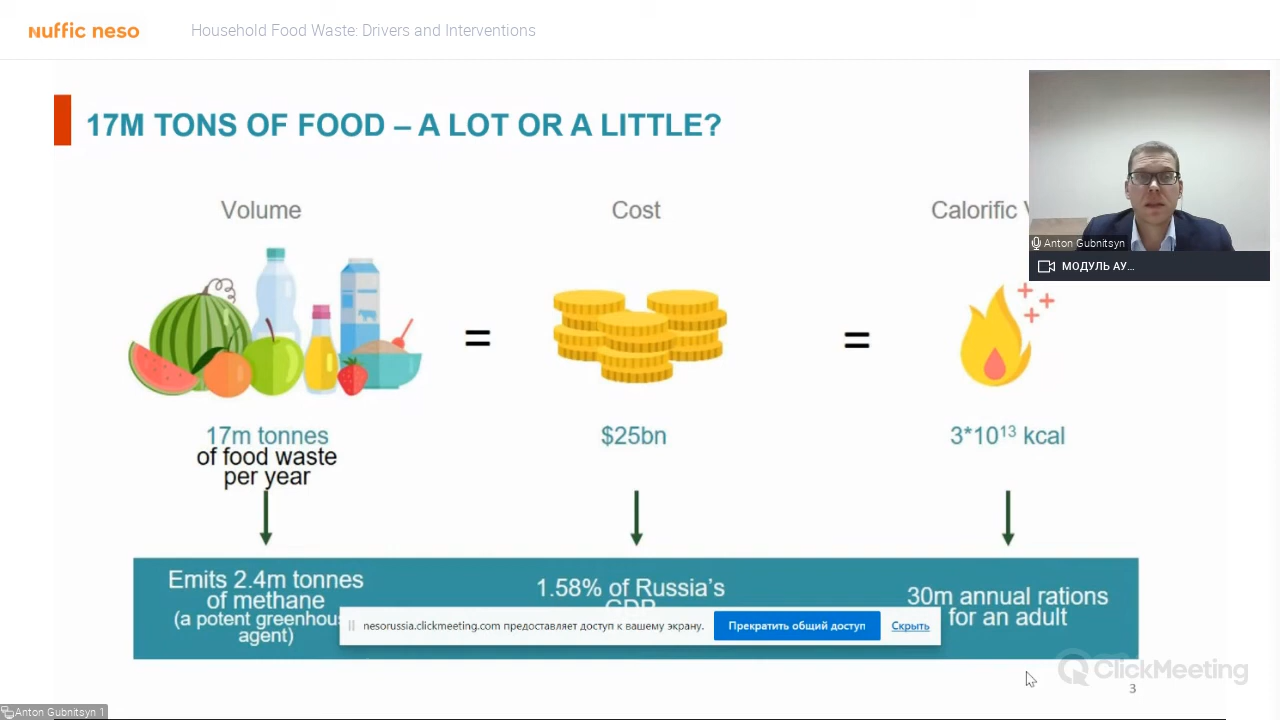 Nuffic neso
Household Food Waste: Drivers and Interventions
17M TONS OF FOOD – A LOT OR A LITTLE?
Volume
Cost
Calorific
Anton Gubnitsyn
МОДУЛЬ АУ...
=
=
17m tonnes
of food waste
per year
$25bn
3*10¹³ kcal
Emits 2.4m tonnes
of methane
(a potent greenhou
agent)
1.58% of Russia's
GDP
30m annual rations
for an adult
nesorussia.clickmeeting.com предоставляет доступ к вашему экрану.
Прекратить общий доступ
Скрыть
ClickMeeting
3
Anton Gubnitsyn 1